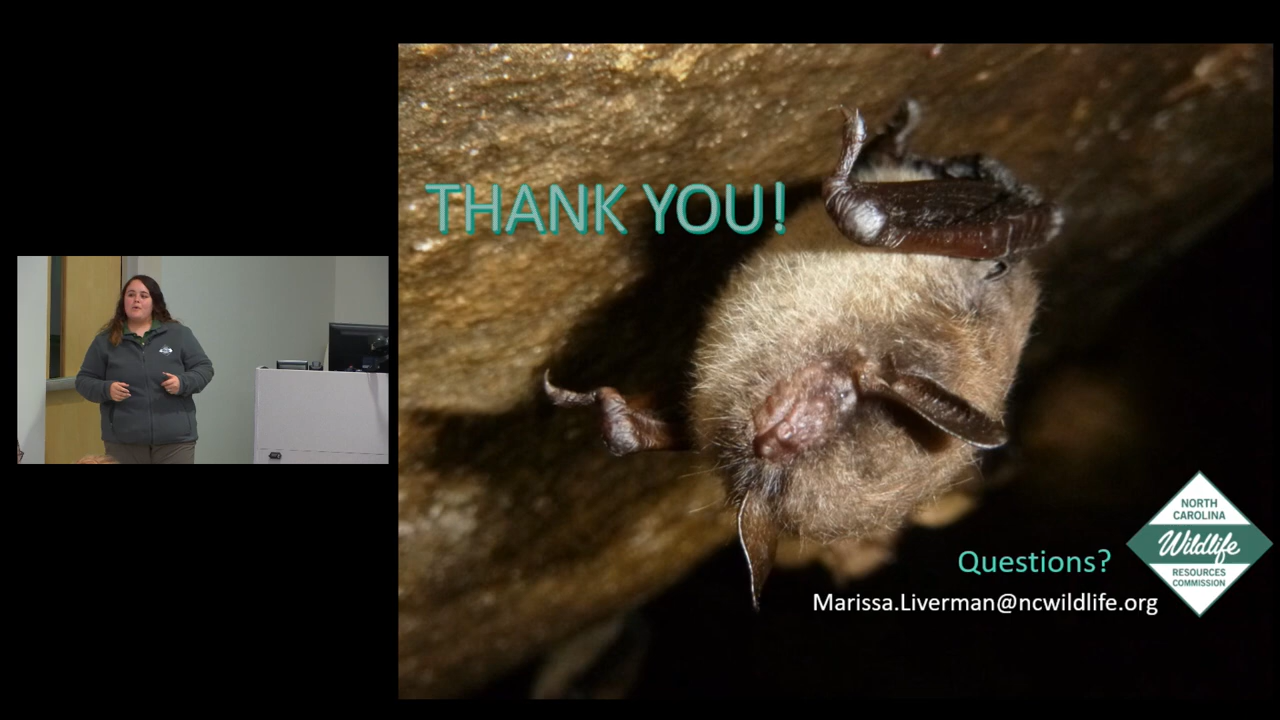 THANK YOU!
Questions?
Marissa.Liverman@ncwildlife.org
NORTH
CAROLINA
Wildlife
RESOURCES
COMMISSION